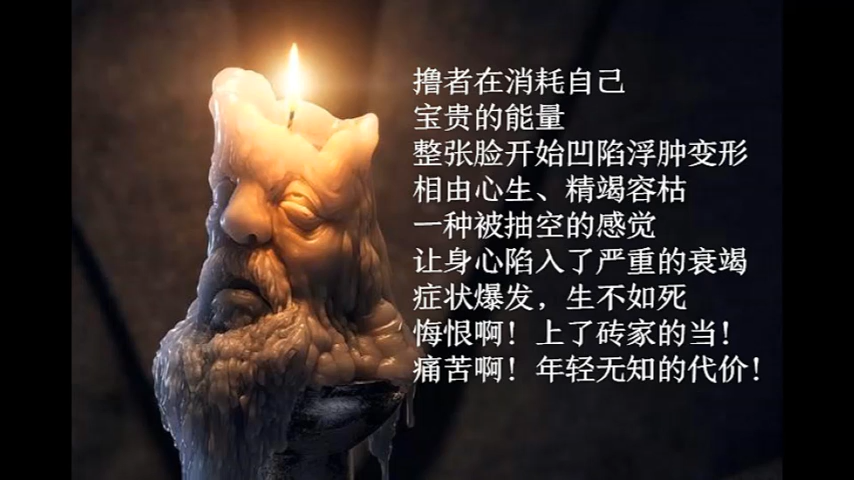 撸者在消耗自己
宝贵的能量
整张脸开始凹陷浮肿变形
相由心生、精竭容枯
一种被抽空的感觉
让身心陷入了严重的衰竭
症状爆发，生不如死
悔恨啊！上了砖家的当！
痛苦啊！年轻无知的代价！